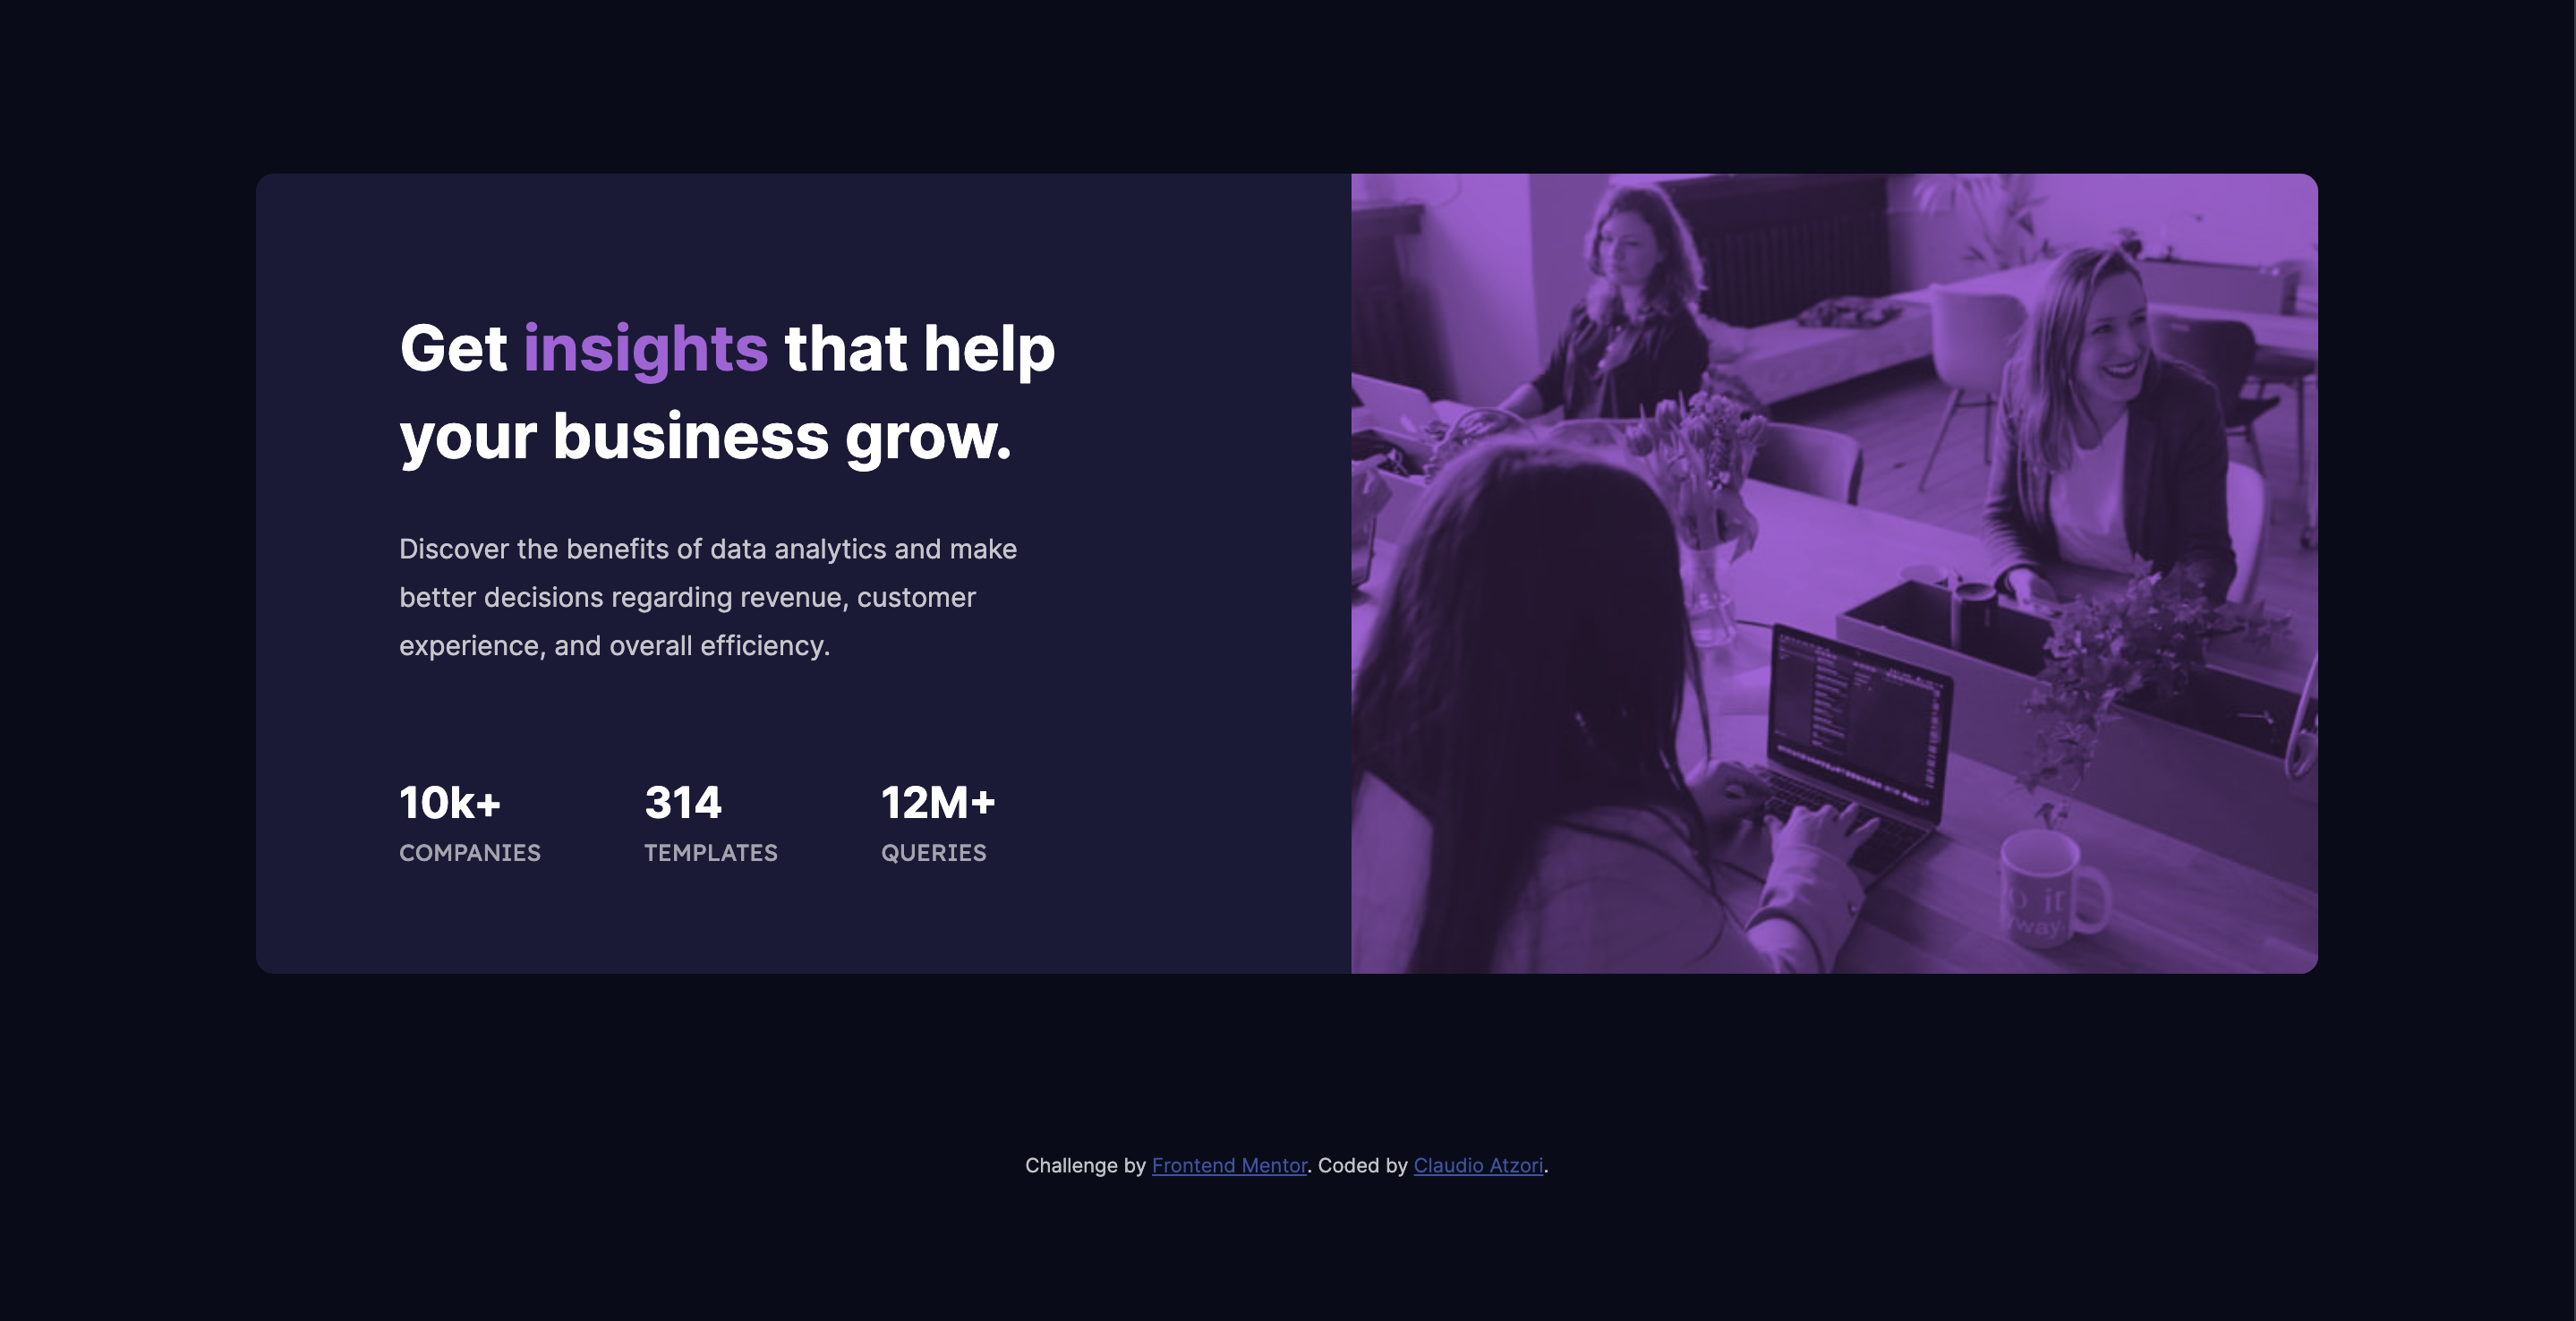 Get insights that help
your business grow.
Discover the benefits of data analytics and make
better decisions regarding revenue, customer
experience, and overall efficiency.
10k+
COMPANIES
314
TEMPLATES
12M+
QUERIES
o it
way.
Challenge by Frontend Mentor. Coded by Claudio Atzori.